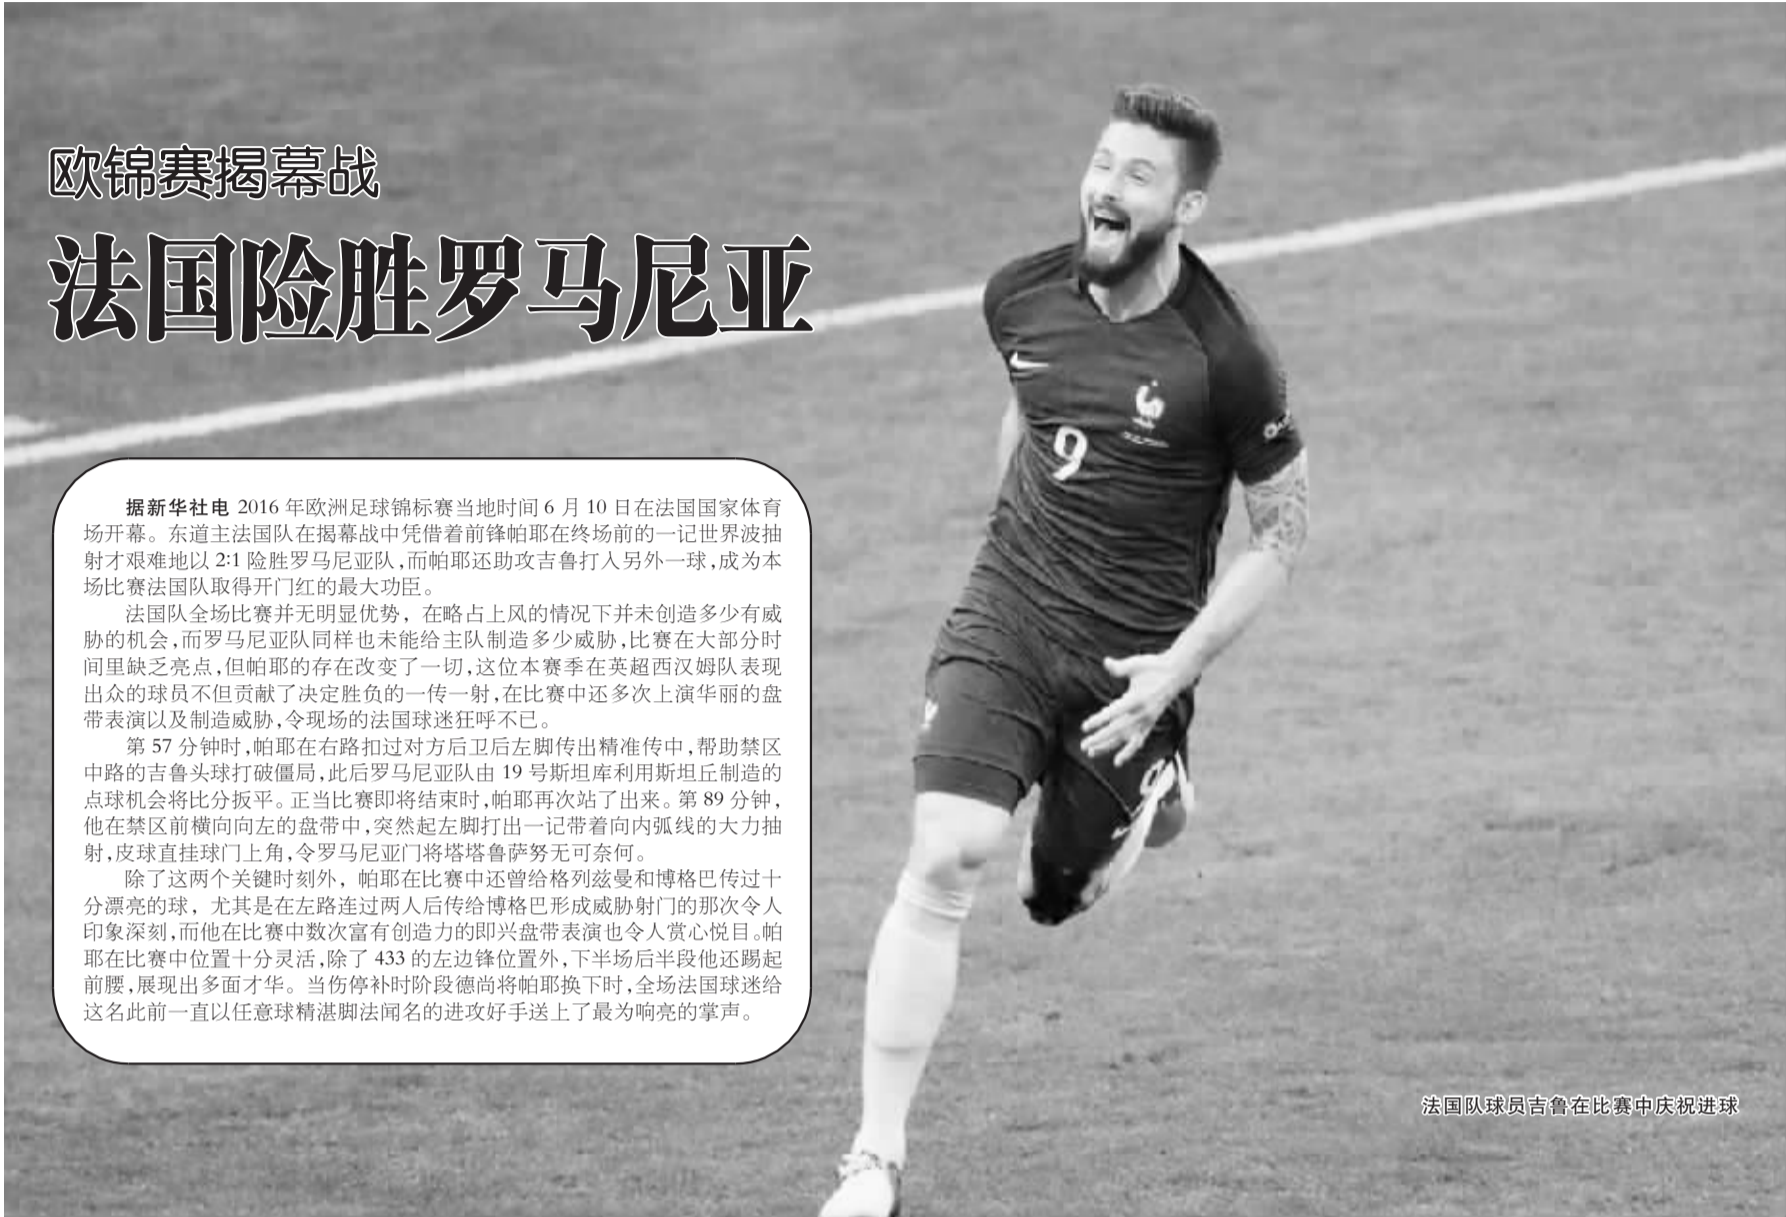 欧锦赛揭幕战
法国险胜罗马尼亚
9
据新华社电 2016 年欧洲足球锦标赛当地时间 6 月 10 日在法国国家体育
场开幕。东道主法国队在揭幕战中凭借着前锋帕耶在终场前的一记世界波抽
射才艰难地以 2:1 险胜罗马尼亚队,而帕耶还助攻吉鲁打入另外一球,成为本
场比赛法国队取得开门红的最大功臣。
法国队全场比赛并无明显优势，在略占上风的情况下并未创造多少有威
胁的机会,而罗马尼亚队同样也未能给主队制造多少威胁,比赛在大部分时
间里缺乏亮点,但帕耶的存在改变了一切,这位本赛季在英超西汉姆队表现
出众的球员不但贡献了决定胜负的一传一射,在比赛中还多次上演华丽的盘
带表演以及制造威胁,令现场的法国球迷狂呼不已。
第 57 分钟时,帕耶在右路扣过对方后卫后左脚传出精准传中,帮助禁区
中路的吉鲁头球打破僵局,此后罗马尼亚队由 19 号斯坦库利用斯坦丘制造的
点球机会将比分扳平。正当比赛即将结束时,帕耶再次站了出来。第 89 分钟,
他在禁区前横向向左的盘带中,突然起左脚打出一记带着向内弧线的大力抽
射,皮球直挂球门上角,令罗马尼亚门将塔塔鲁萨努无可奈何。
除了这两个关键时刻外，帕耶在比赛中还曾给格列兹曼和博格巴传过十
分漂亮的球，尤其是在左路连过两人后传给博格巴形成威胁射门的那次令人
印象深刻,而他在比赛中数次富有创造力的即兴盘带表演也令人赏心悦目。帕
耶在比赛中位置十分灵活,除了 433 的左边锋位置外,下半场后半段他还踢起
前腰,展现出多面才华。当伤停补时阶段德尚将帕耶换下时,全场法国球迷给
这名此前一直以任意球精湛脚法闻名的进攻好手送上了最为响亮的掌声。
9
法国队球员吉鲁在比赛中庆祝进球